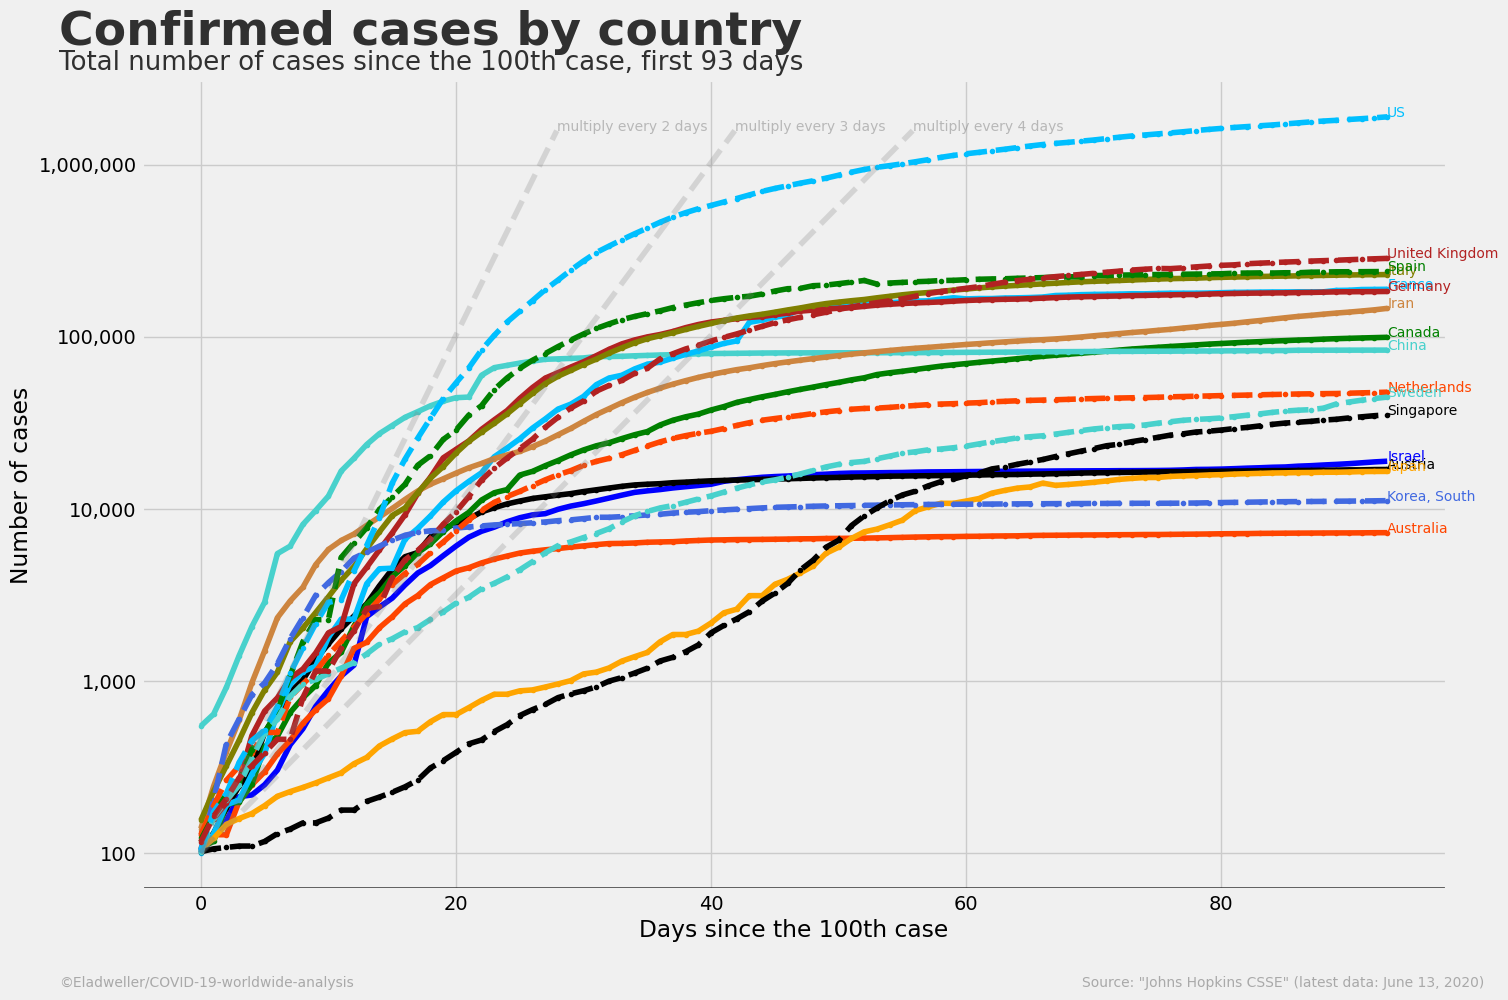 Confirmed cases by country
Total number of cases since the 100th case, first 93 days
multiply every 2 days
multiply every 3 days
multiply every 4 days
US
1,000,000
United Kingdom
Spain
Italy
France
Germany
Iran
100,000
Canada
China
Netherlands
Sweden
Singapore
Israel
Austria
Japan
10,000
Korea, South
Australia
1,000
100
Number of cases
0
20
40
60
80
Days since the 100th case
©Eladweller/COVID-19-worldwide-analysis
Source: "Johns Hopkins CSSE" (latest data: June 13, 2020)